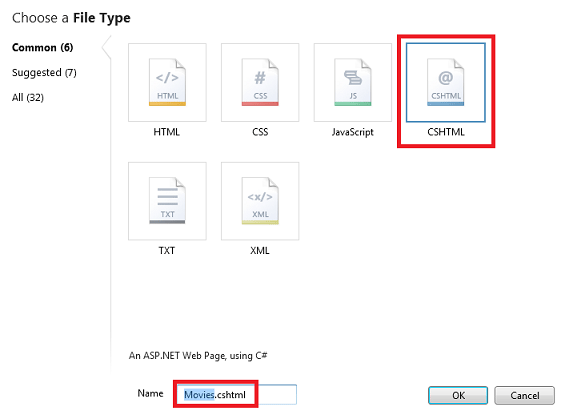 Choose a File Type
Common (6)
Suggested (7)
All (32)
</> HTML
HTML
# CSS
CSS
JS
JavaScript
@ CSHTML
CSHTML
TXT
TXT
<x/> XML
XML
An ASP.NET Web Page, using C#
Name Movies.cshtml
OK Cancel